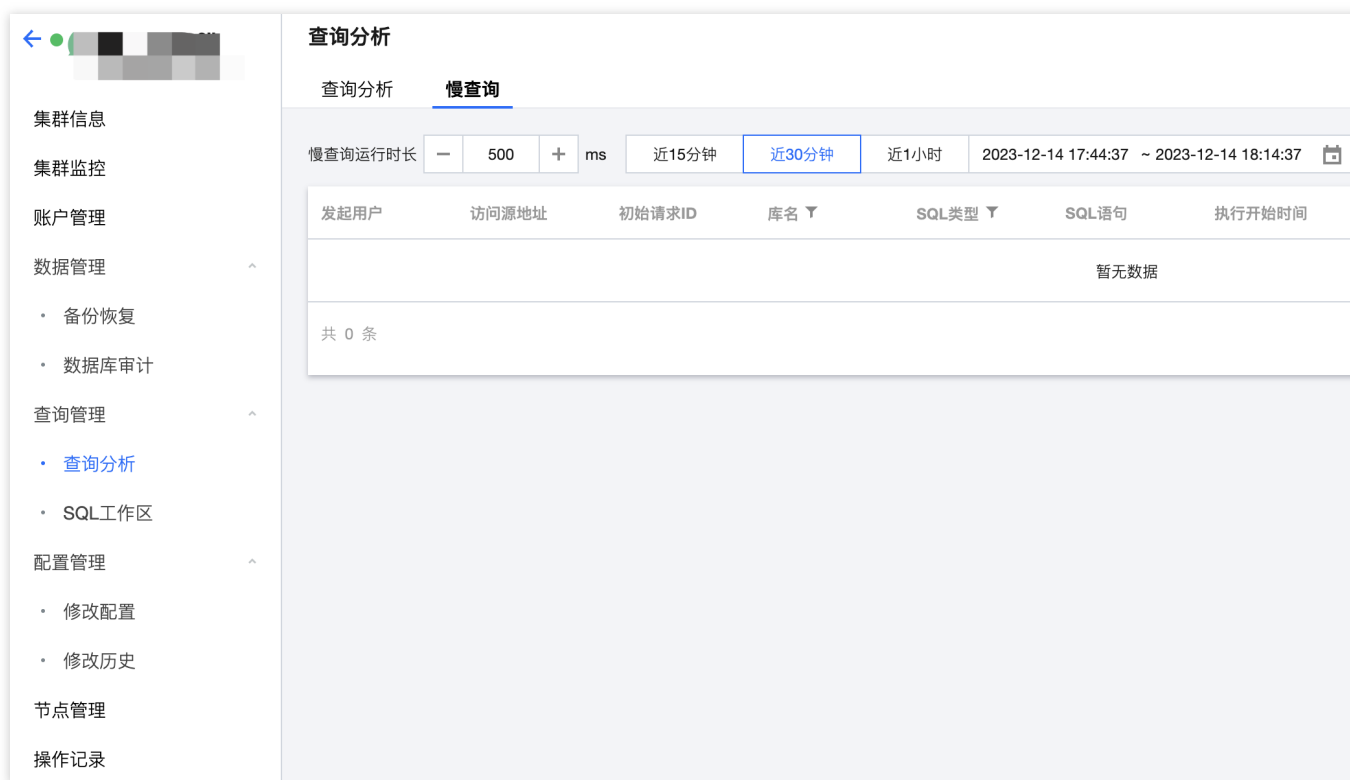 集群信息
集群监控
账户管理
数据管理
备份恢复
数据库审计
查询管理
查询分析
SQL工作区
配置管理
修改配置
修改历史
节点管理
操作记录
查询分析
查询分析 慢查询
慢查询运行时长 − 500 + ms 近15分钟 近30分钟 近1小时 2023-12-14 17:44:37 ~ 2023-12-14 18:14:37
发起用户 访问源地址 初始请求ID 库名 SQL类型 SQL语句 执行开始时间
暂无数据
共 0 条